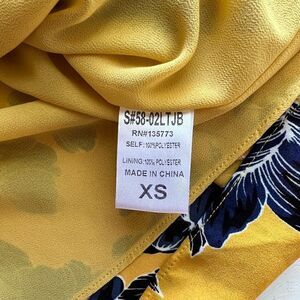 S#58-02LTJB
RN#135773
SELF: 100% POLYESTER
LINING: 100% POLYESTER
MADE IN CHINA
XS